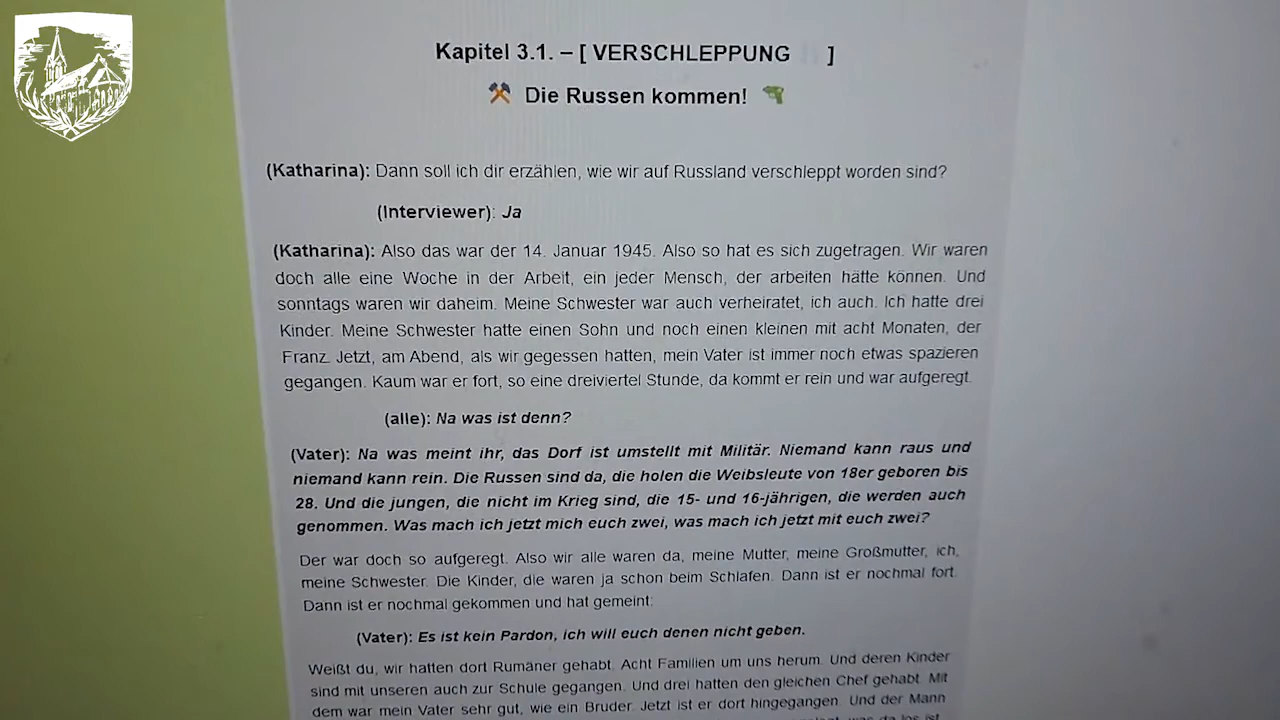 Kapitel 3.1. – [ VERSCHLEPPUNG ]
Die Russen kommen!
(Katharina): Dann soll ich dir erzählen, wie wir auf Russland verschleppt worden sind?
(Interviewer): Ja
(Katharina): Also das war der 14. Januar 1945. Also so hat es sich zugetragen. Wir waren
doch alle eine Woche in der Arbeit, ein jeder Mensch, der arbeiten hätte können. Und
sonntags waren wir daheim. Meine Schwester war auch verheiratet, ich auch. Ich hatte drei
Kinder. Meine Schwester hatte einen Sohn und noch einen kleinen mit acht Monaten, der
Franz. Jetzt, am Abend, als wir gegessen hatten, mein Vater ist immer noch etwas spazieren
gegangen. Kaum war er fort, so eine dreiviertel Stunde, da kommt er rein und war aufgeregt.
(alle): Na was ist denn?
(Vater): Na was meint ihr, das Dorf ist umstellt mit Militär. Niemand kann raus und
niemand kann rein. Die Russen sind da, die holen die Weibsleute von 18er geboren bis
28. Und die jungen, die nicht im Krieg sind, die 15- und 16-jährigen, die werden auch
genommen. Was mach ich jetzt mich euch zwei, was mach ich jetzt mit euch zwei?
Der war doch so aufgeregt. Also wir alle waren da, meine Mutter, meine Großmutter, ich,
meine Schwester. Die Kinder, die waren ja schon beim Schlafen. Dann ist er nochmal fort.
Dann ist er nochmal gekommen und hat gemeint:
(Vater): Es ist kein Pardon, ich will euch denen nicht geben.
Weißt du, wir hatten dort Rumäner gehabt. Acht Familien um uns herum. Und deren Kinder
sind mit unseren auch zur Schule gegangen. Und drei hatten den gleichen Chef gehabt. Mit
dem war mein Vater sehr gut, wie ein Bruder. Jetzt ist er dort hingegangen. Und der Mann
was da los ist